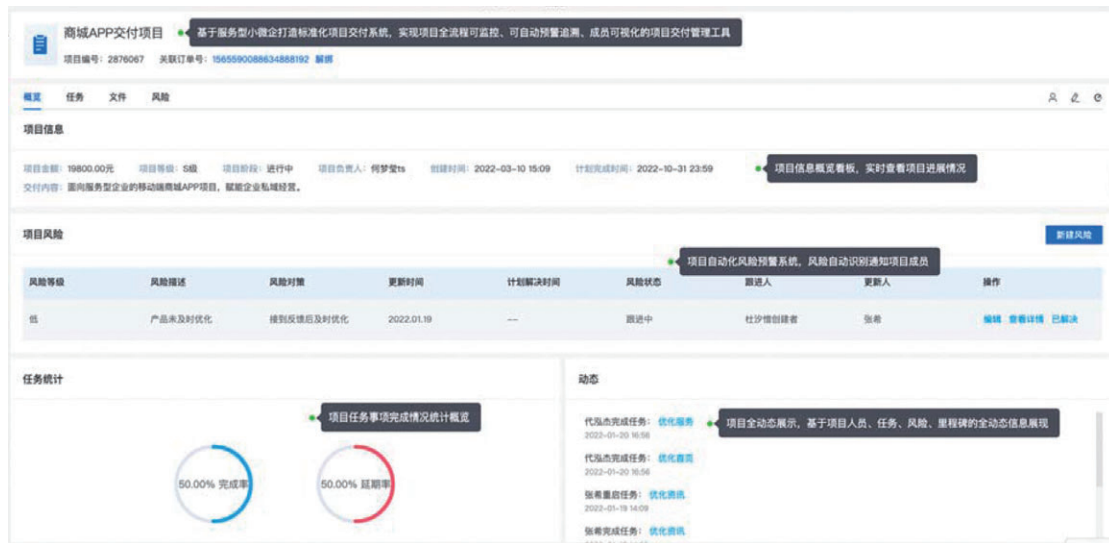 商城APP交付项目
基于服务型小微企打造标准化项目交付系统，实现项目全流程可监控、可自动预警追溯、成员可视化的项目交付管理工具
项目编号：2876067 关联订单号：1565590088634888192 解绑
概览 任务 文件 风险
项目信息
项目金额：19800.00元 项目等级：S级 项目阶段：进行中 项目负责人：何梦莹ts 创建时间：2022-03-10 15:09 计划完成时间：2022-10-31 23:59
项目信息概览看板，实时查看项目进展情况
交付内容：面向服务型企业的移动端商城APP项目，赋能企业私域经营。
项目风险
新建风险
项目自动化风险预警系统，风险自动识别通知项目成员
风险等级 风险描述 风险对策 更新时间 计划解决时间 风险状态 跟进人 更新人 操作
低 产品未及时优化 接到反馈后及时优化 2022.01.19 --- 跟进中 杜汐惜创建者 张希 编辑 查看详情 已解决
任务统计
项目任务事项完成情况统计概览
50.00% 完成率
50.00% 延期率
动态
代泓杰完成任务：优化服务
项目全动态展示，基于项目人员、任务、风险、里程碑的全动态信息展现
2022-01-20 16:56
代泓杰完成任务：优化首页
2022-01-20 16:56
张希重启任务：优化资讯
2022-01-19 14:09
张希完成任务：优化资讯